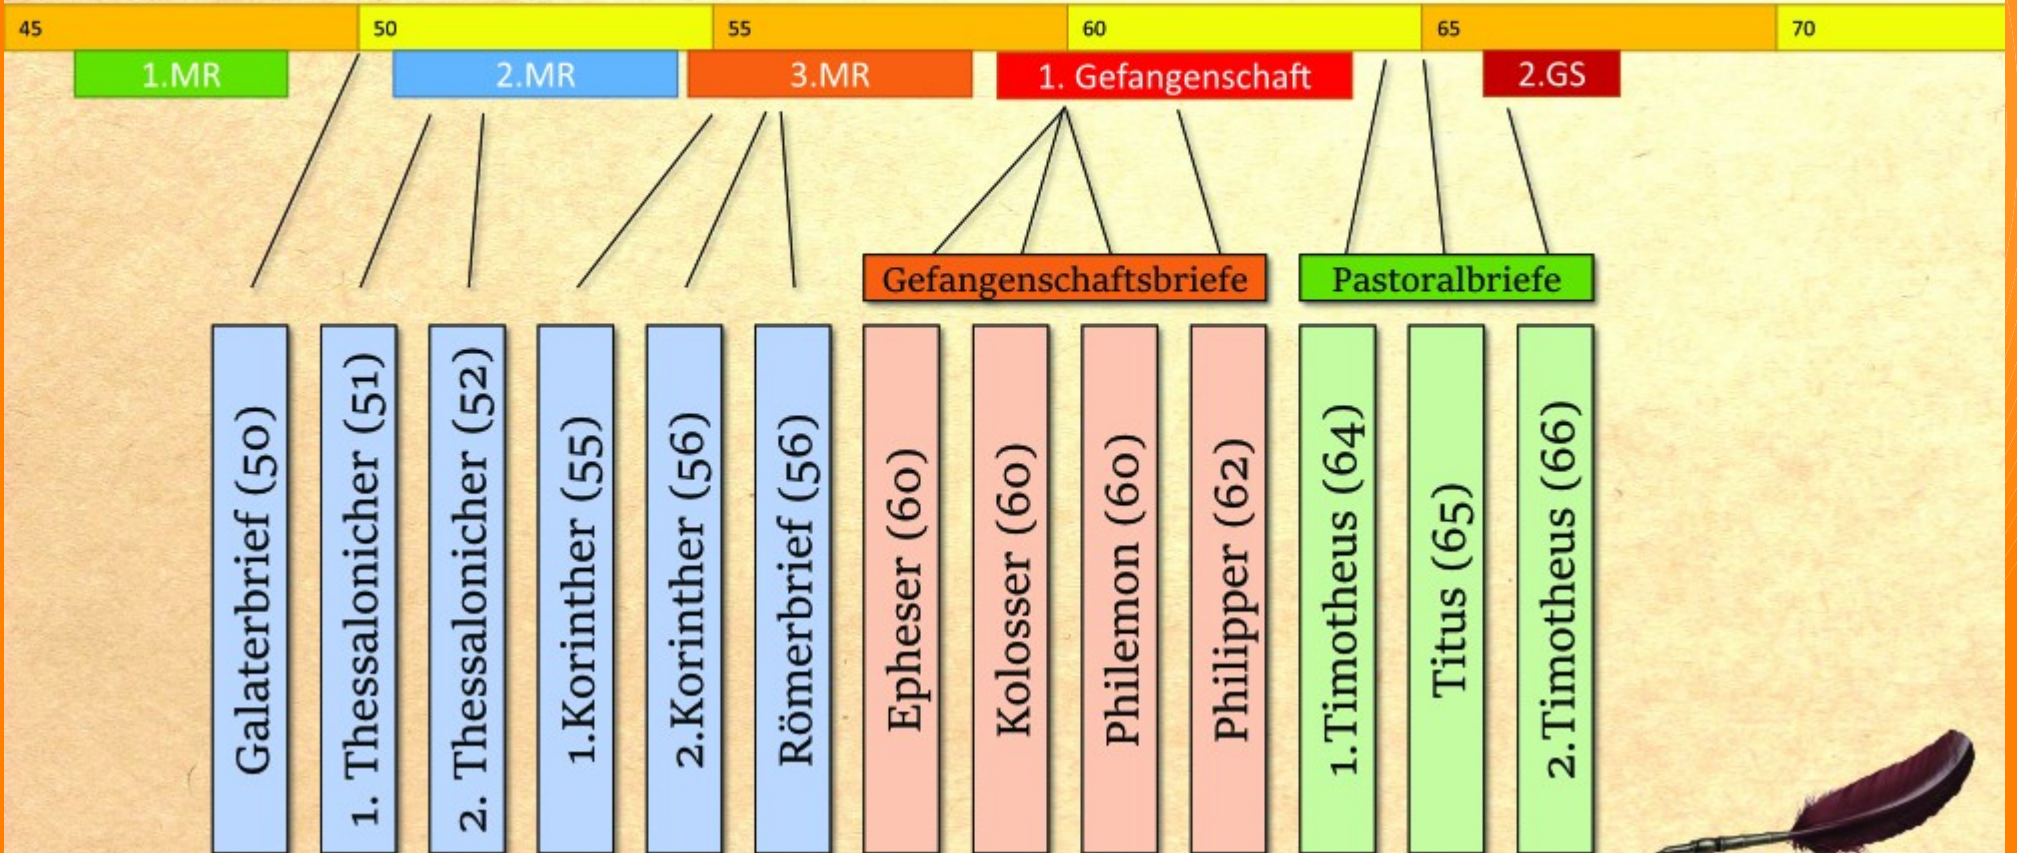 45
50
55
60
65
70
1.MR
2.MR
3.MR
1. Gefangenschaft
2.GS
Gefangenschaftsbriefe
Pastoralbriefe
Galaterbrief (50)
1. Thessalonicher (51)
2. Thessalonicher (52)
1.Korinther (55)
2.Korinther (56)
Römerbrief (56)
Epheser (60)
Kolosser (60)
Philemon (60)
Philipper (62)
1.Timotheus (64)
Titus (65)
2.Timotheus (66)